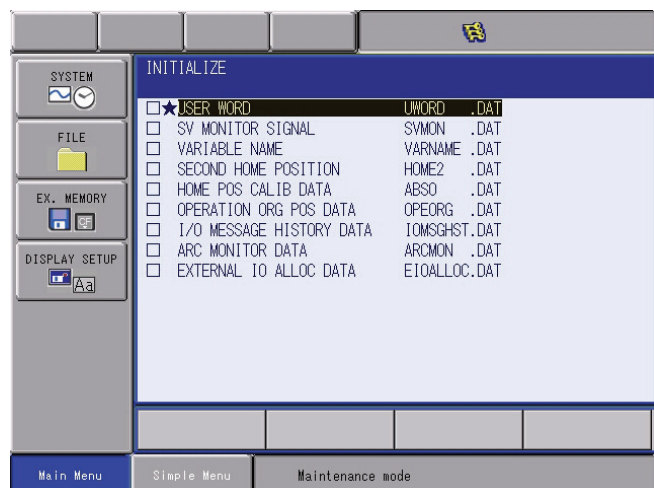 INITIALIZE
SYSTEM
FILE
EX. MEMORY
CF
DISPLAY SETUP
Aa
★USER WORD UWORD .DAT
SV MONITOR SIGNAL SVMON .DAT
VARIABLE NAME VARNAME .DAT
SECOND HOME POSITION HOME2 .DAT
HOME POS CALIB DATA ABSO .DAT
OPERATION ORG POS DATA OPEORG .DAT
I/O MESSAGE HISTORY DATA IOMSGHST.DAT
ARC MONITOR DATA ARCMON .DAT
EXTERNAL IO ALLOC DATA EIOALLOC.DAT
Main Menu
Simple Menu
Maintenance mode